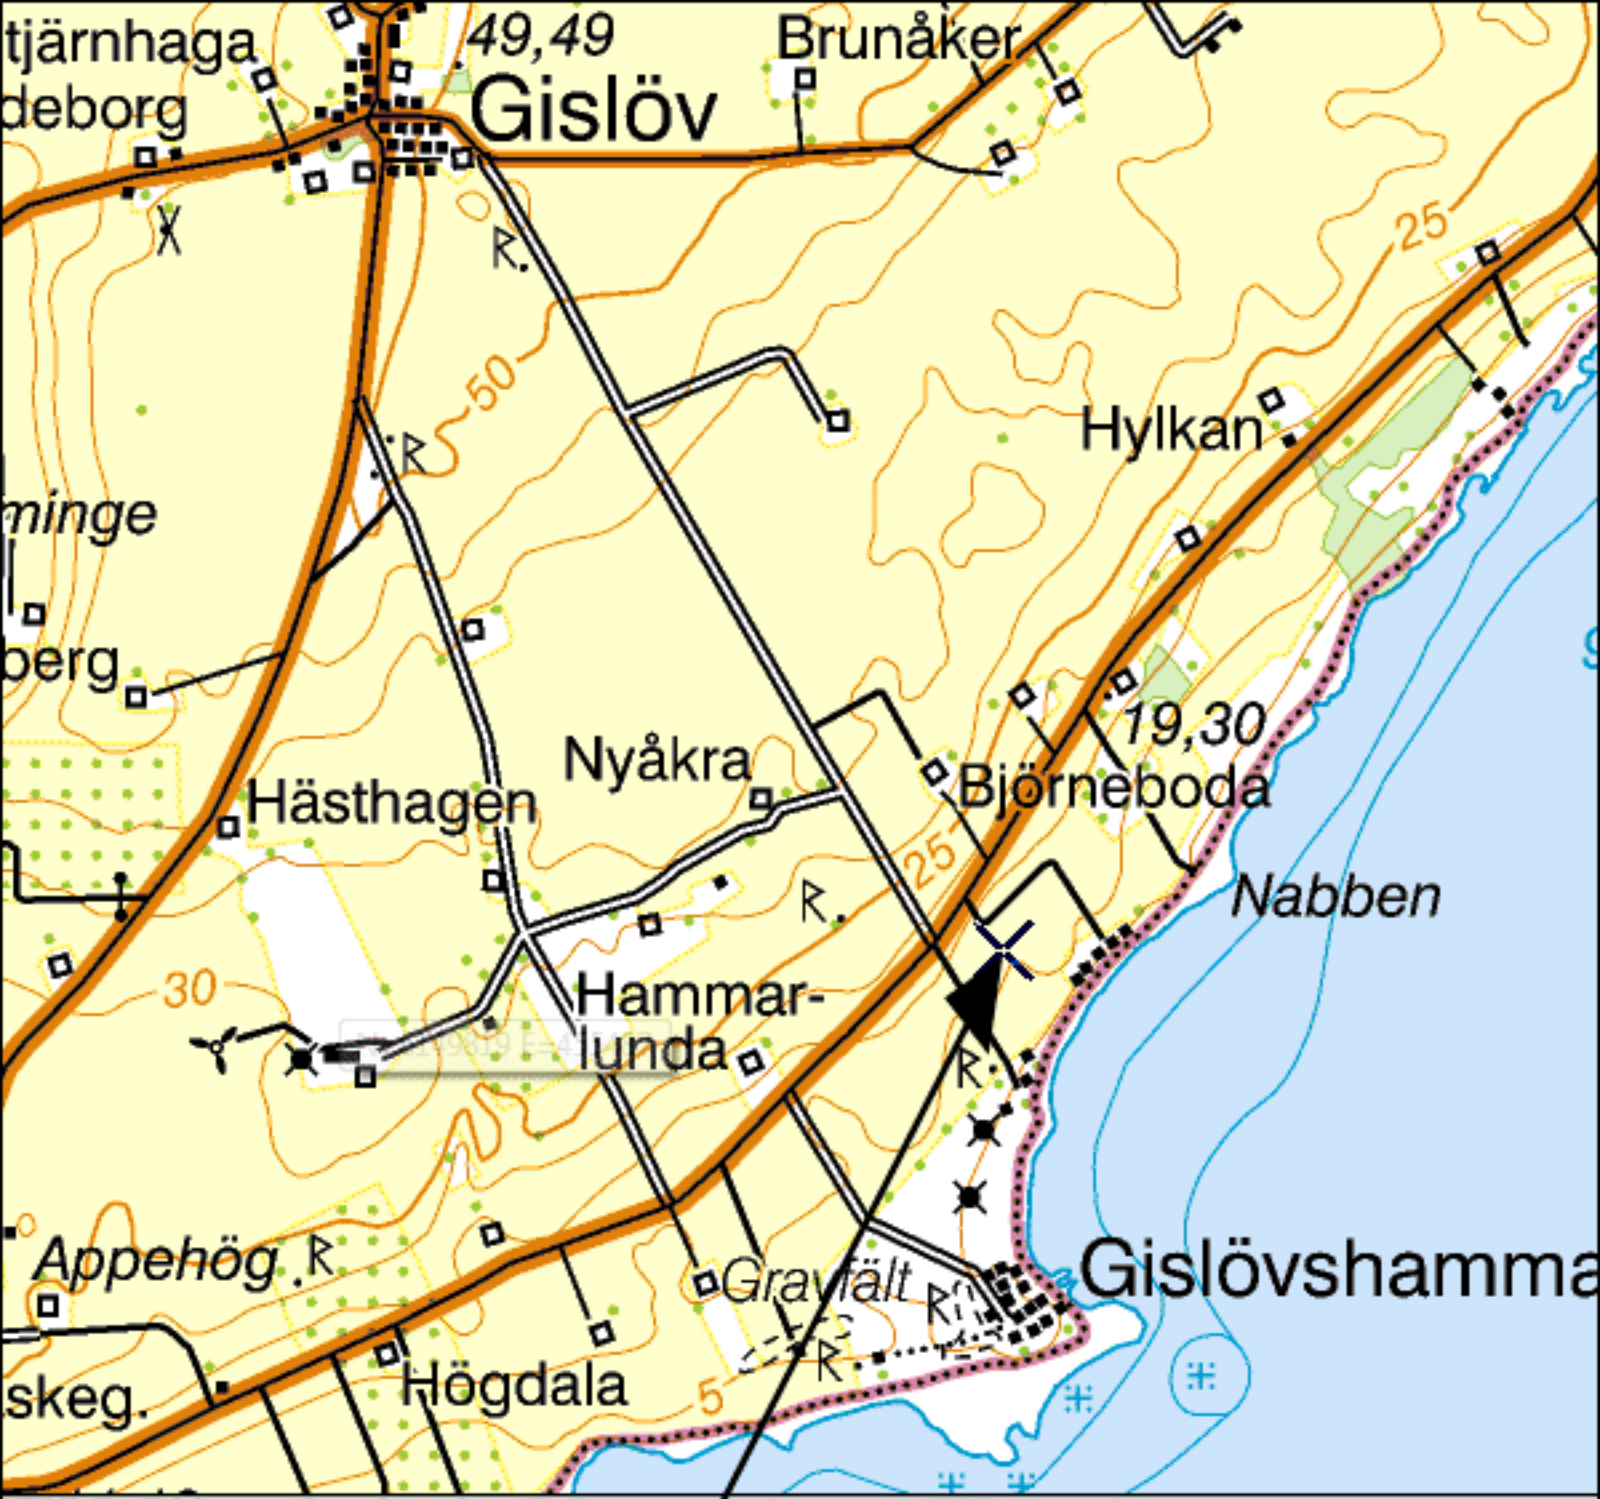 tjärnhaga
49,49
Brunåker
deborg
Gislöv
R
25
50
R
Hylkan
minge
berg
19,30
Nyåkra
Björneboda
Hästhagen
25
R
Nabben
30
Hammar-
lunda
R
Appehög
R
Gravfält
R
Gislövshamma
R
skeg.
Högdala
5